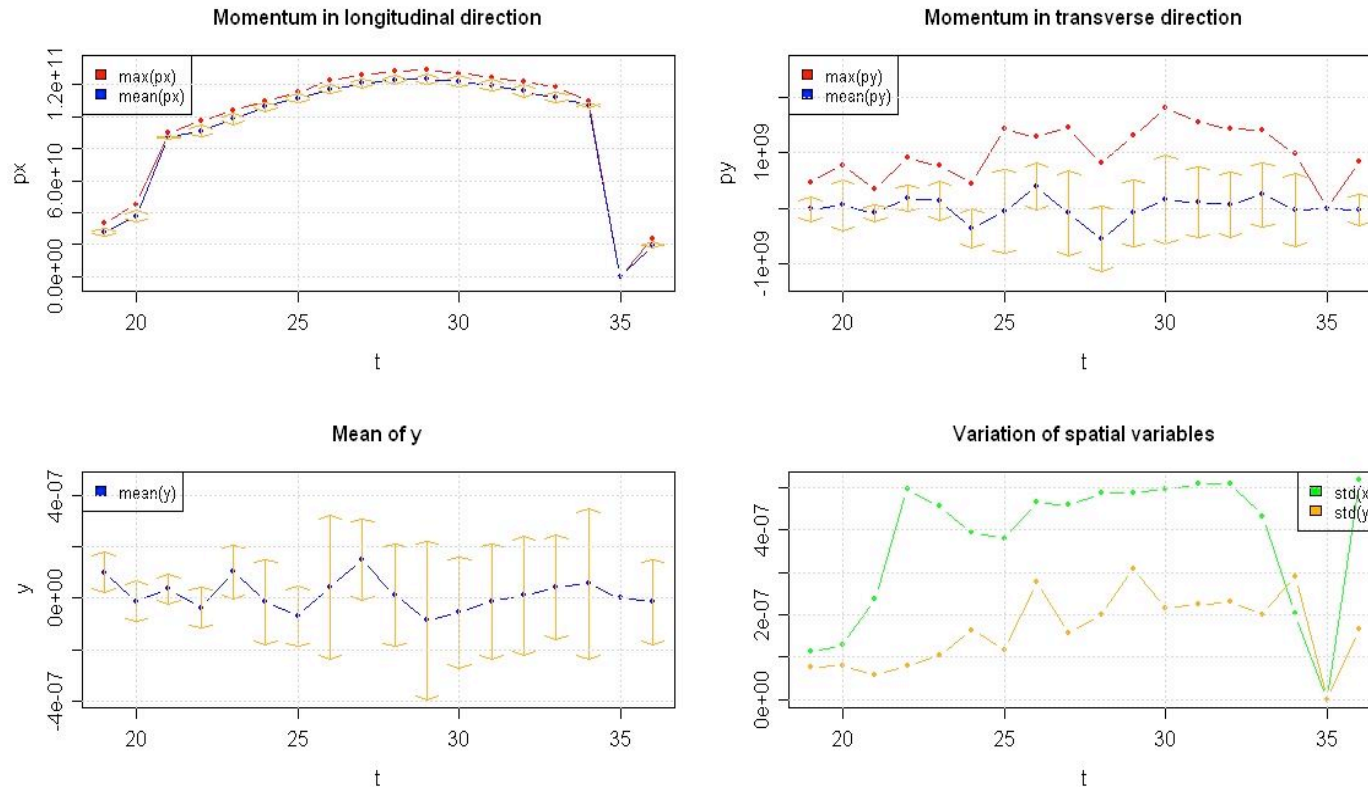 Momentum in longitudinal direction
max(px)
mean(px)
px
0.0e+00
6.0e+10
1.2e+11
20
25
30
35
t
Momentum in transverse direction
max(py)
mean(py)
py
-1e+09
1e+09
20
25
30
35
t
Mean of y
mean(y)
y
-4e-07
0e+00
4e-07
20
25
30
35
t
Variation of spatial variables
std(x
std(y
0e+00
2e-07
4e-07
20
25
30
35
t